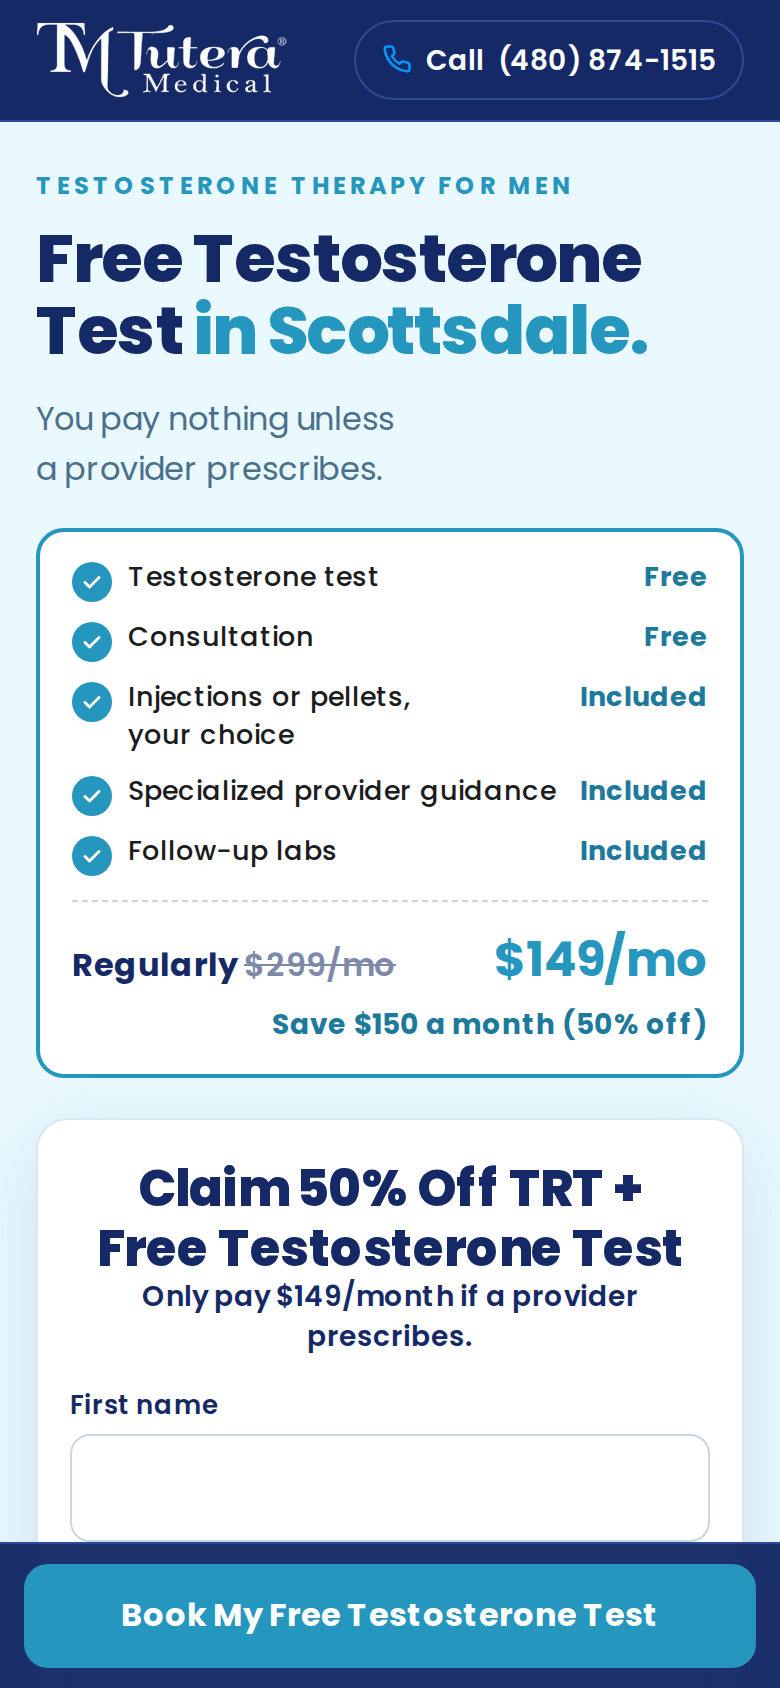 TM Tutera®
Medical
Call (480) 874-1515
TESTOSTERONE THERAPY FOR MEN
Free Testosterone
Test in Scottsdale.
You pay nothing unless
a provider prescribes.
Testosterone test Free
Consultation Free
Injections or pellets, Included
your choice
Specialized provider guidance Included
Follow-up labs Included
Regularly $299/mo $149/mo
Save $150 a month (50% off)
Claim 50% Off TRT +
Free Testosterone Test
Only pay $149/month if a provider
prescribes.
First name
Book My Free Testosterone Test